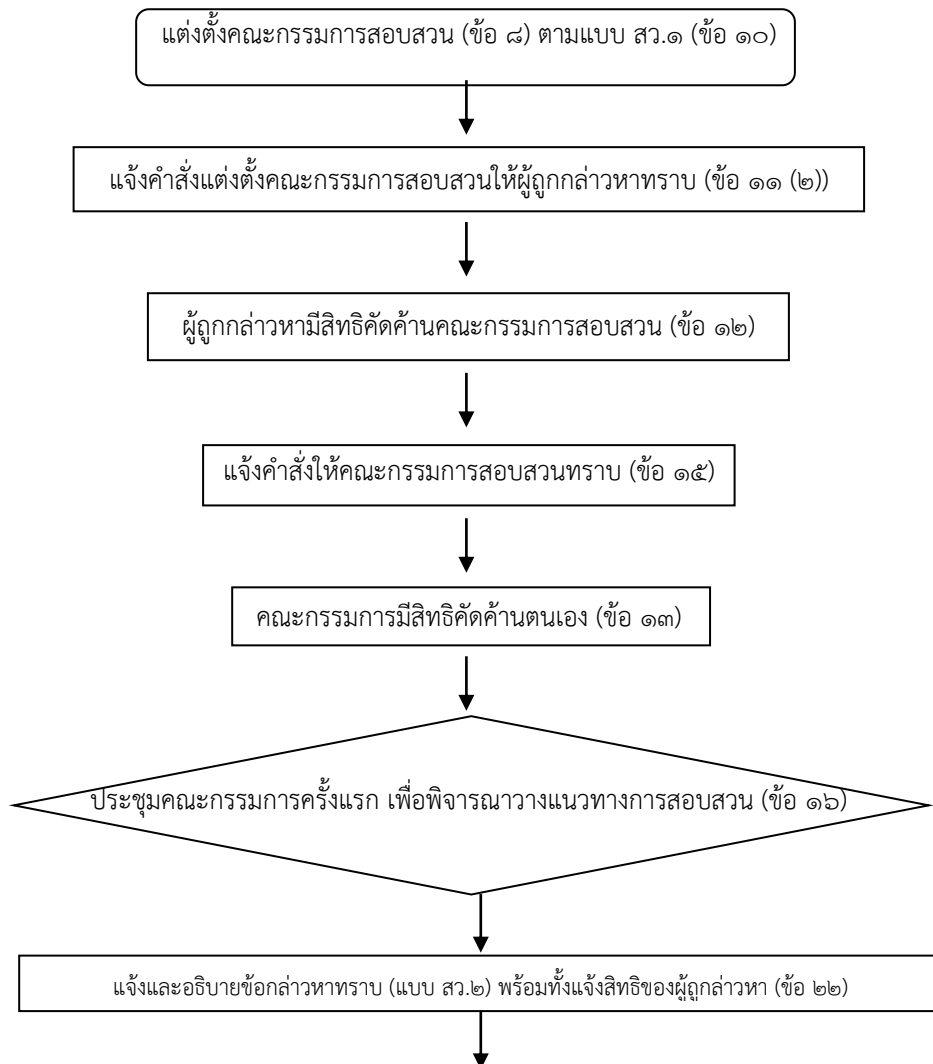 แต่งตั้งคณะกรรมการสอบสวน (ข้อ ๘) ตามแบบ สว.๑ (ข้อ ๑๐)
แจ้งคำสั่งแต่งตั้งคณะกรรมการสอบสวนให้ผู้ถูกกล่าวหาทราบ (ข้อ ๑๑ (๒))
ผู้ถูกกล่าวหามีสิทธิคัดค้านคณะกรรมการสอบสวน (ข้อ ๑๒)
แจ้งคำสั่งให้คณะกรรมการสอบสวนทราบ (ข้อ ๑๕)
คณะกรรมการมีสิทธิคัดค้านตนเอง (ข้อ ๑๓)
ประชุมคณะกรรมการครั้งแรก เพื่อพิจารณาวางแนวทางการสอบสวน (ข้อ ๑๖)
แจ้งและอธิบายข้อกล่าวหาทราบ (แบบ สว.๒) พร้อมทั้งแจ้งสิทธิของผู้ถูกล่าวหา (ข้อ ๒๒)